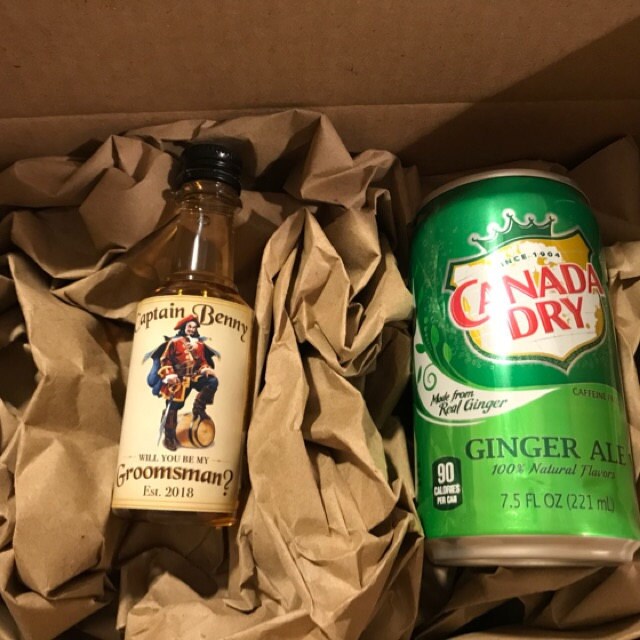 Captain Benny
WILL YOU BE MY
Groomsman?
Est. 2018
SINCE 1904
CANADA
DRY
Made from
Real Ginger
CAFFEINE
GINGER ALE
100% Natural Flavors
90
CALORIES
PER CAN
7.5 FL OZ (221 mL)